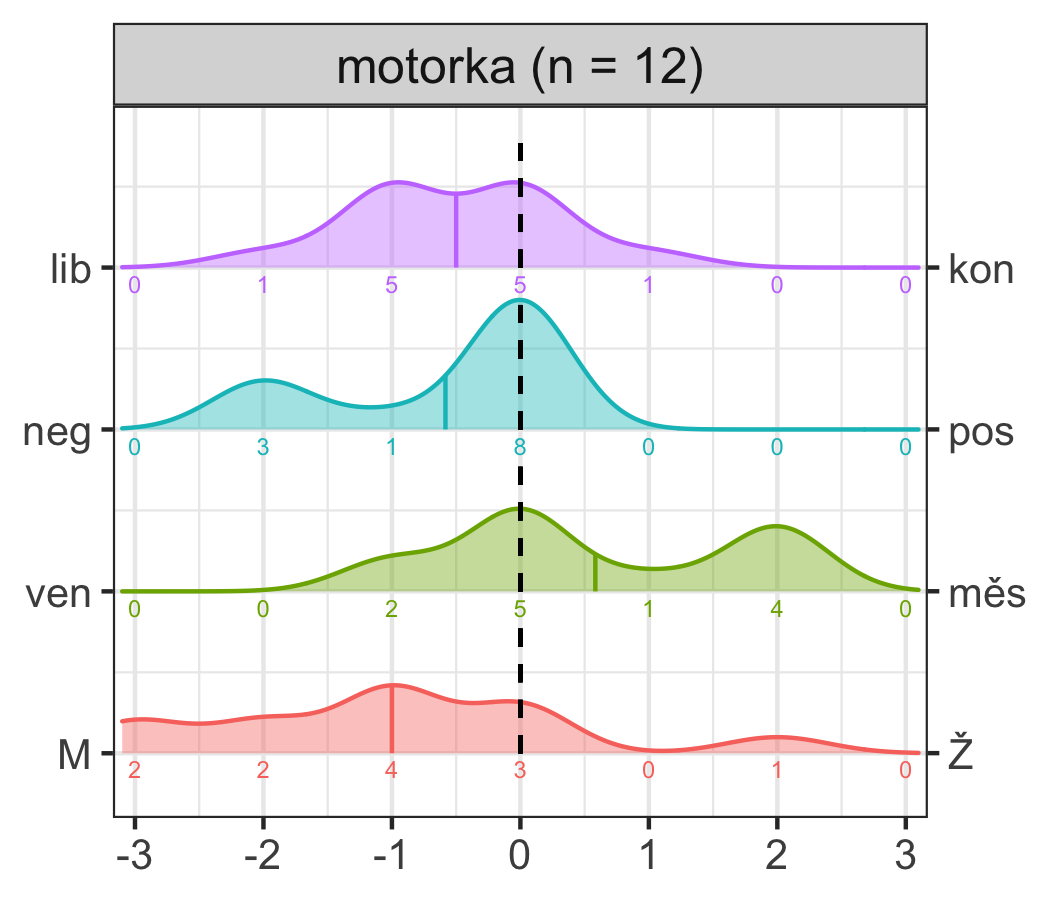 motorka (n = 12)
lib kon
0 1 5 5 1 0 0
neg pos
0 3 1 8 0 0 0
ven měs
0 0 2 5 1 4 0
M Ž
2 2 4 3 0 1 0
-3 -2 -1 0 1 2 3